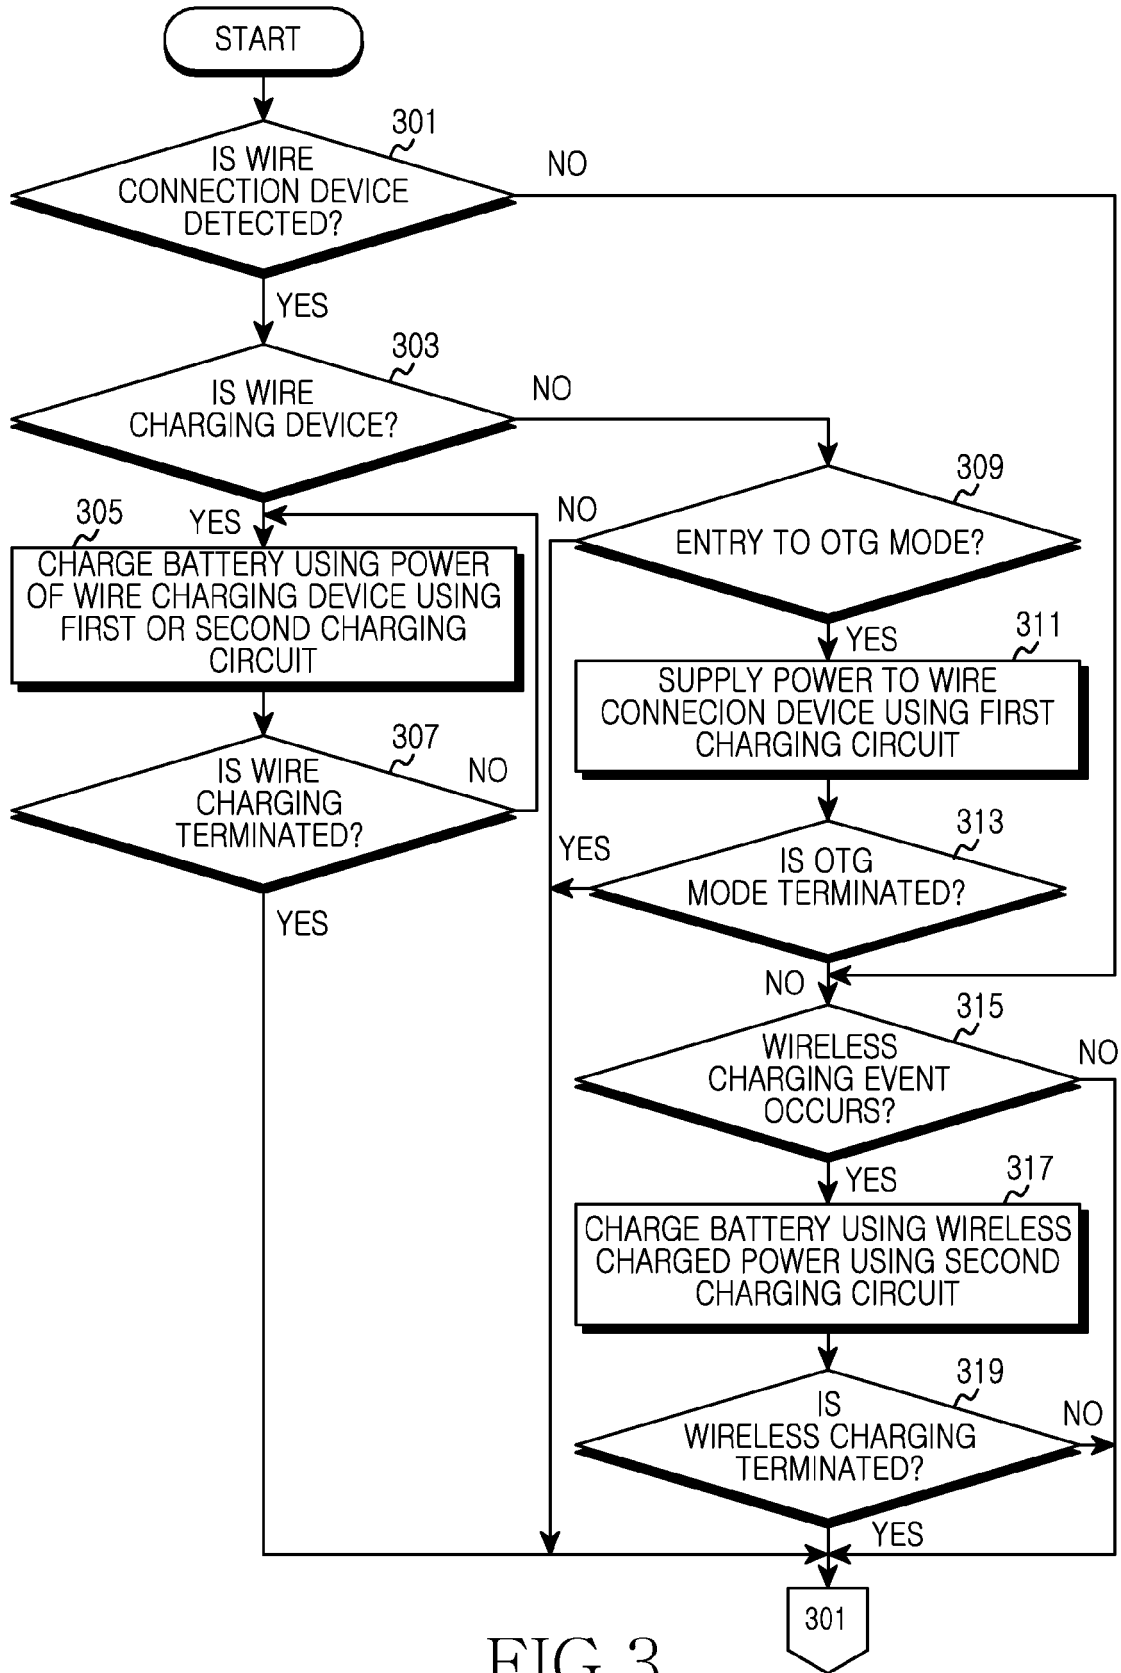 START
301
IS WIRE
CONNECTION DEVICE
DETECTED?
NO
YES
303
IS WIRE
CHARGING DEVICE?
NO
YES
305
CHARGE BATTERY USING POWER
OF WIRE CHARGING DEVICE USING
FIRST OR SECOND CHARGING
CIRCUIT
307
IS WIRE
CHARGING
TERMINATED?
NO
YES
309
ENTRY TO OTG MODE?
NO
YES
311
SUPPLY POWER TO WIRE
CONNECION DEVICE USING FIRST
CHARGING CIRCUIT
313
IS OTG
MODE TERMINATED?
YES
NO
315
WIRELESS
CHARGING EVENT
OCCURS?
NO
YES
317
CHARGE BATTERY USING WIRELESS
CHARGED POWER USING SECOND
CHARGING CIRCUIT
319
IS
WIRELESS CHARGING
TERMINATED?
NO
YES
301
FIG.3